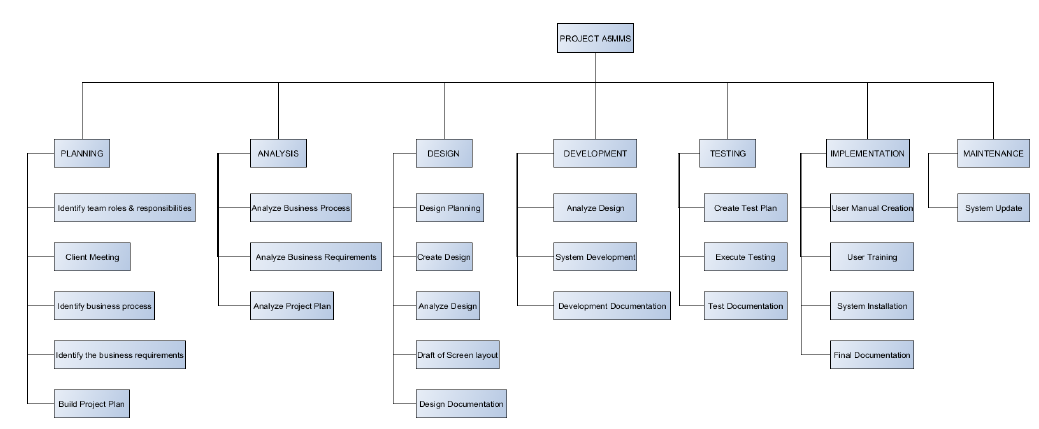 PROJECT A5MMS
PLANNING
Identify team roles & responsibilities
Client Meeting
Identify business process
Identify the business requirements
Build Project Plan
ANALYSIS
Analyze Business Process
Analyze Business Requirements
Analyze Project Plan
DESIGN
Design Planning
Create Design
Analyze Design
Draft of Screen layout
Design Documentation
DEVELOPMENT
Analyze Design
System Development
Development Documentation
TESTING
Create Test Plan
Execute Testing
Test Documentation
IMPLEMENTATION
User Manual Creation
User Training
System Installation
Final Documentation
MAINTENANCE
System Update